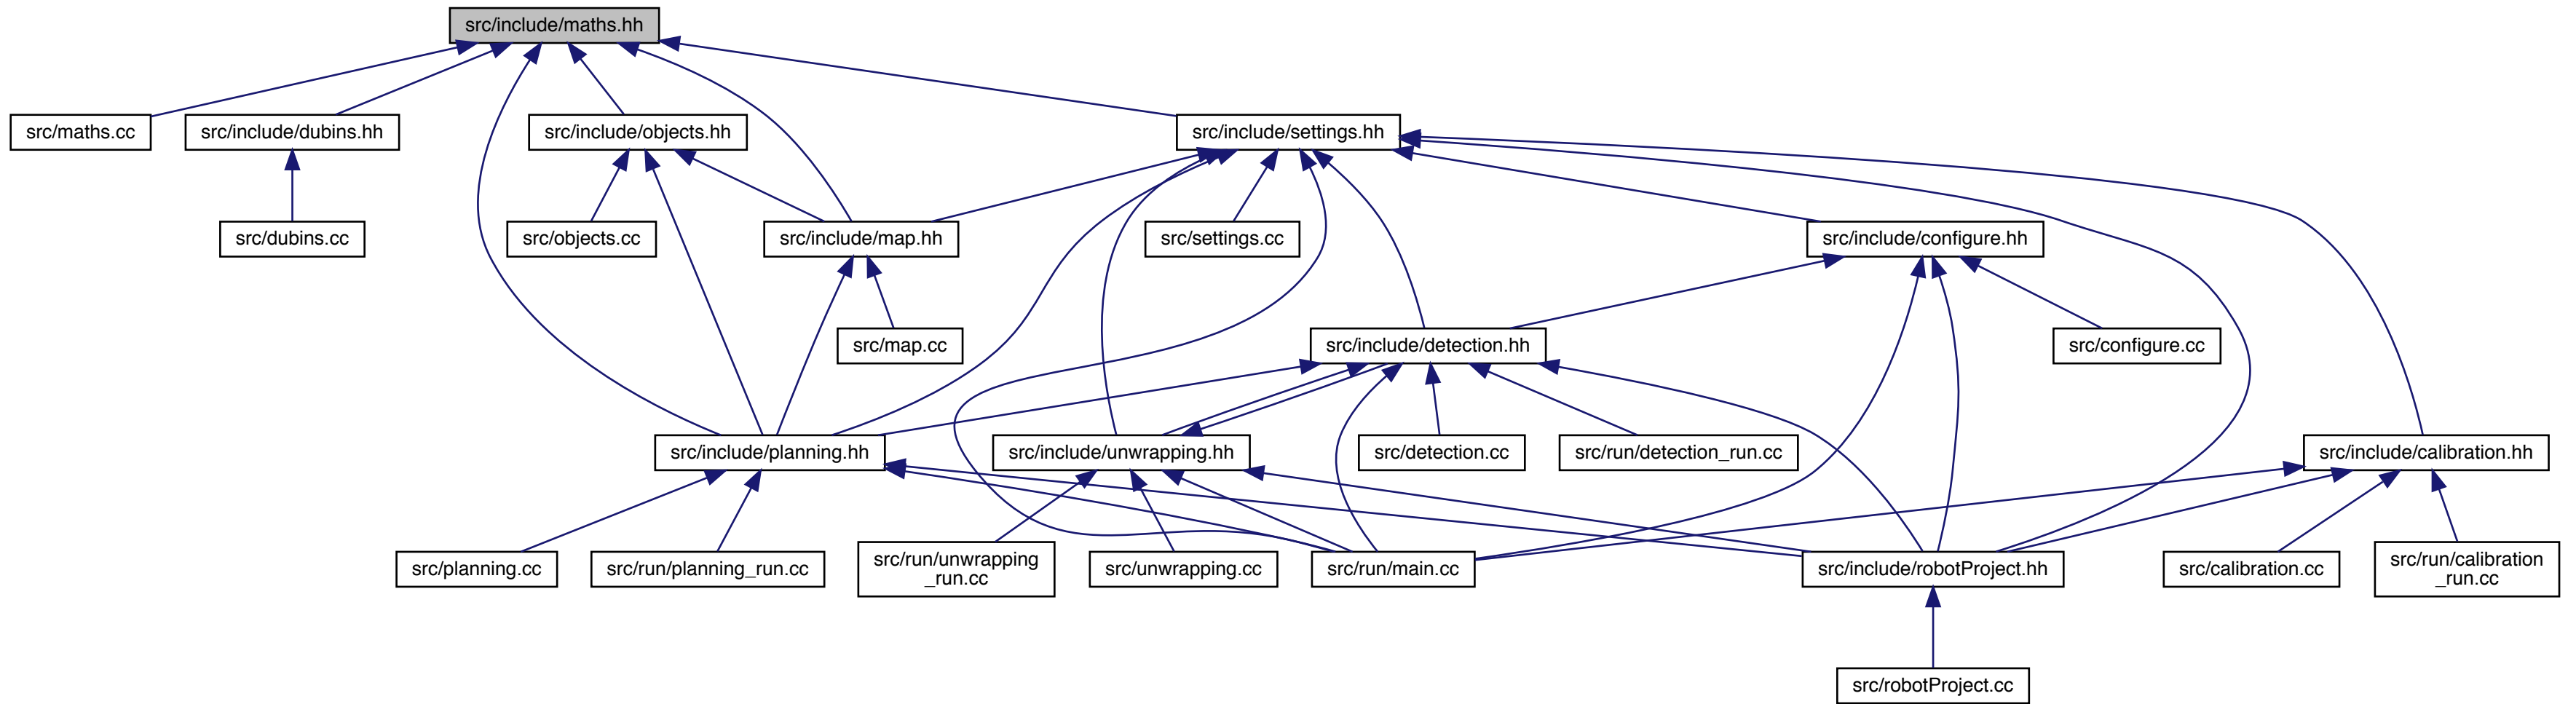 src/include/maths.hh
src/maths.cc
src/include/dubins.hh
src/include/objects.hh
src/include/settings.hh
src/dubins.cc
src/objects.cc
src/include/map.hh
src/settings.cc
src/include/configure.hh
src/map.cc
src/include/detection.hh
src/configure.cc
src/include/planning.hh
src/include/unwrapping.hh
src/detection.cc
src/run/detection_run.cc
src/include/calibration.hh
src/planning.cc
src/run/planning_run.cc
src/run/unwrapping
_run.cc
src/unwrapping.cc
src/run/main.cc
src/include/robotProject.hh
src/calibration.cc
src/run/calibration
_run.cc
src/robotProject.cc